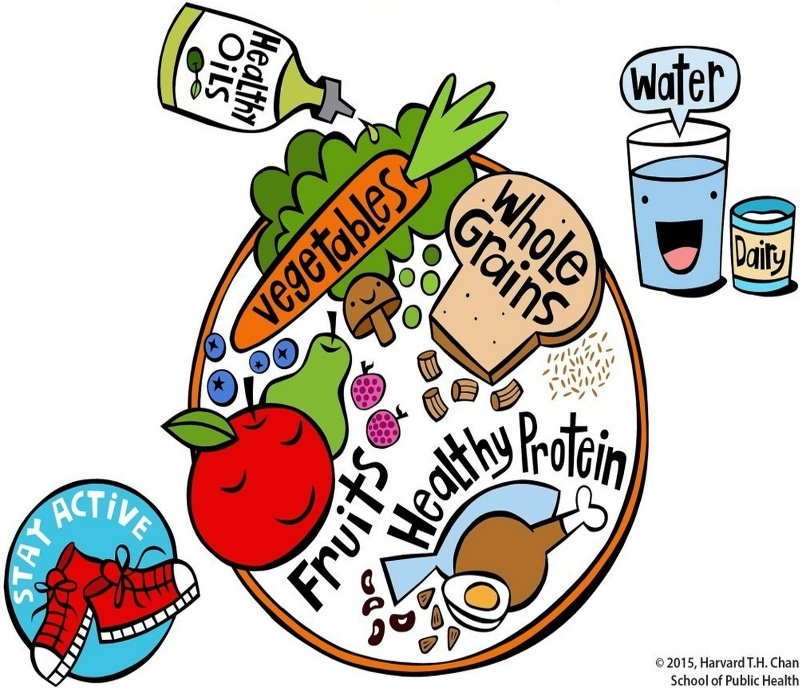 Healthy
Oils
Water
Dairy
Vegetables
Whole
Grains
Fruits
Healthy Protein
STAY ACTIVE
© 2015, Harvard T.H. Chan
School of Public Health